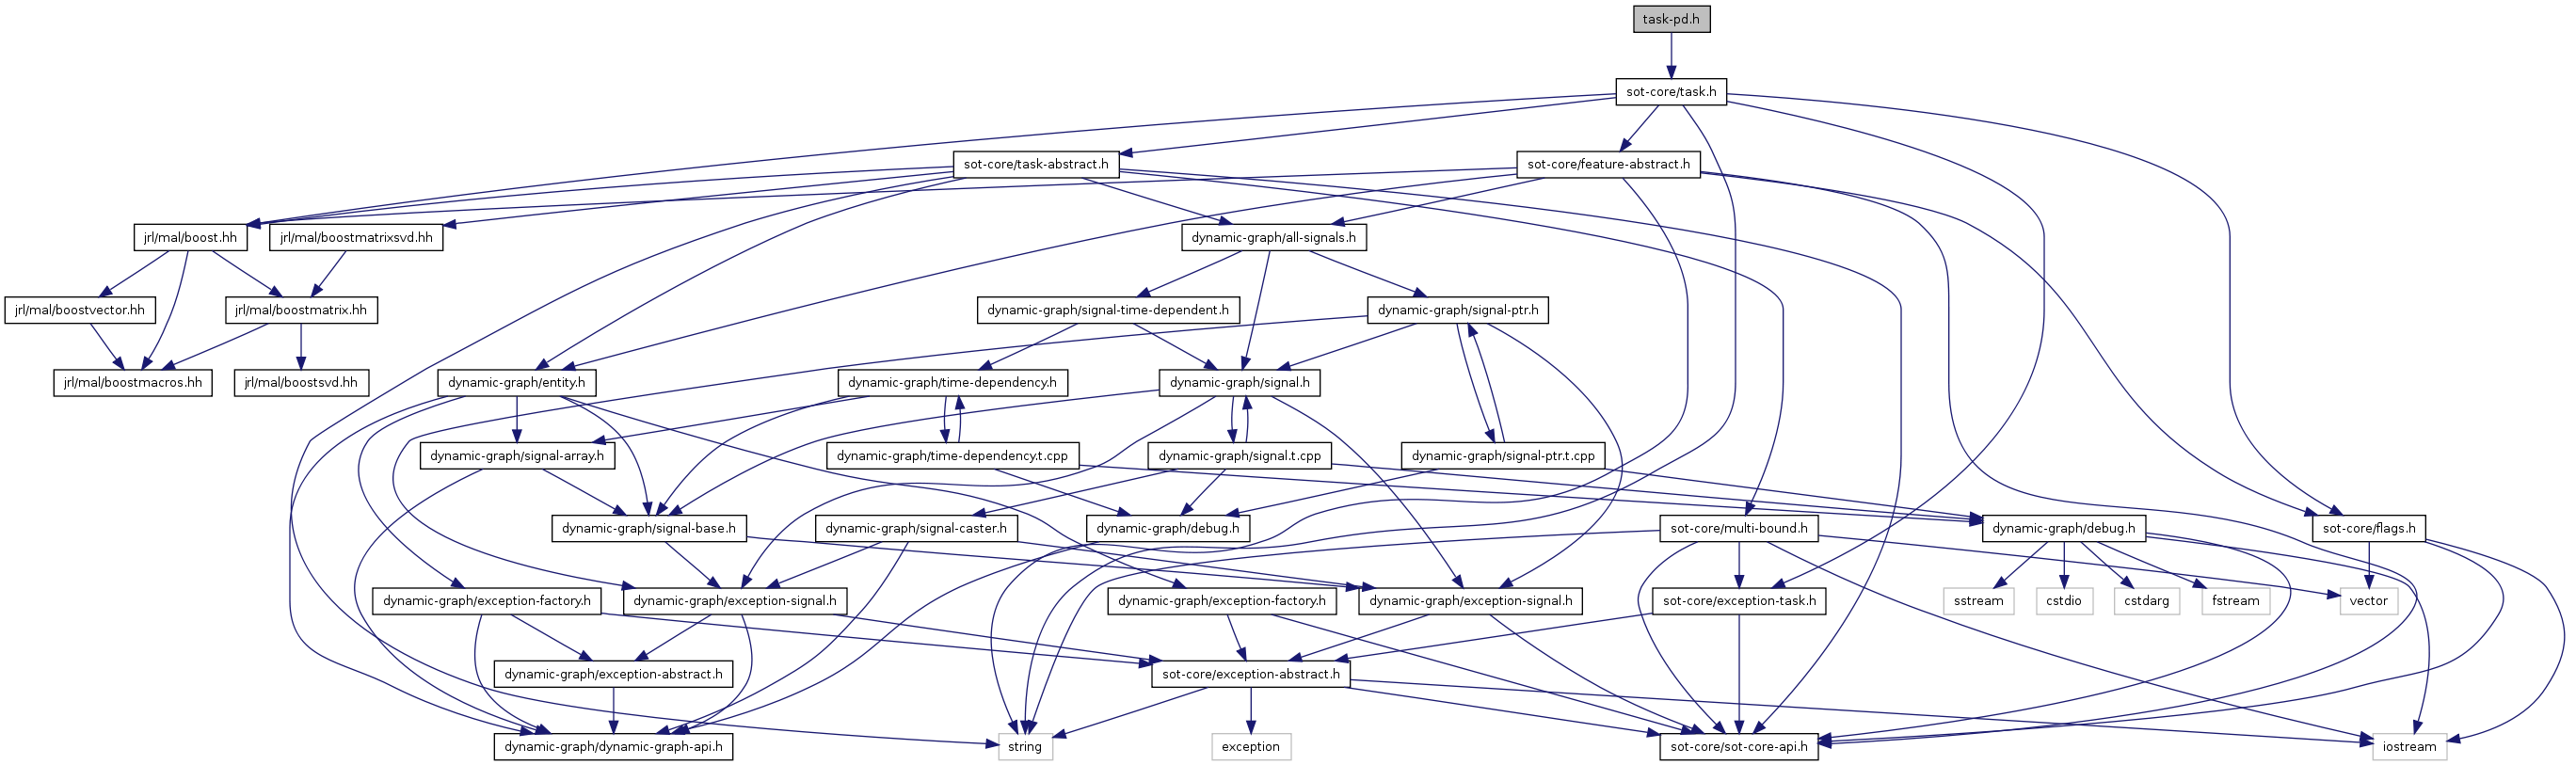 task-pd.h
sot-core/task.h
sot-core/task-abstract.h
sot-core/feature-abstract.h
jrl/mal/boost.hh
jrl/mal/boostmatrixsvd.hh
dynamic-graph/all-signals.h
jrl/mal/boostvector.hh
jrl/mal/boostmatrix.hh
dynamic-graph/signal-time-dependent.h
dynamic-graph/signal-ptr.h
jrl/mal/boostmacros.hh
jrl/mal/boostsvd.hh
dynamic-graph/entity.h
dynamic-graph/time-dependency.h
dynamic-graph/signal.h
dynamic-graph/signal-array.h
dynamic-graph/time-dependency.t.cpp
dynamic-graph/signal.t.cpp
dynamic-graph/signal-ptr.t.cpp
dynamic-graph/signal-base.h
dynamic-graph/signal-caster.h
dynamic-graph/debug.h
sot-core/multi-bound.h
dynamic-graph/debug.h
sot-core/flags.h
dynamic-graph/exception-factory.h
dynamic-graph/exception-signal.h
dynamic-graph/exception-factory.h
dynamic-graph/exception-signal.h
sot-core/exception-task.h
sstream
cstdio
cstdarg
fstream
vector
dynamic-graph/exception-abstract.h
sot-core/exception-abstract.h
dynamic-graph/dynamic-graph-api.h
string
exception
sot-core/sot-core-api.h
iostream